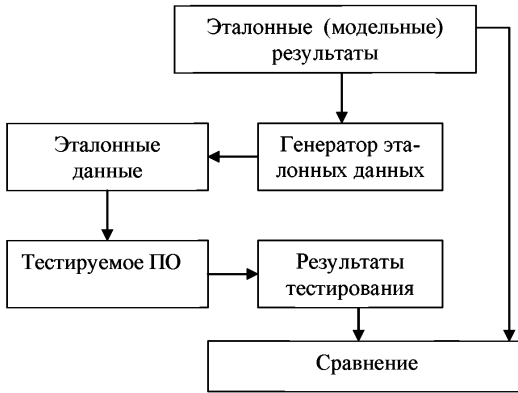 Эталонные (модельные)
результаты
Генератор эта-
лонных данных
Эталонные
данные
Тестируемое ПО
Результаты
тестирования
Сравнение